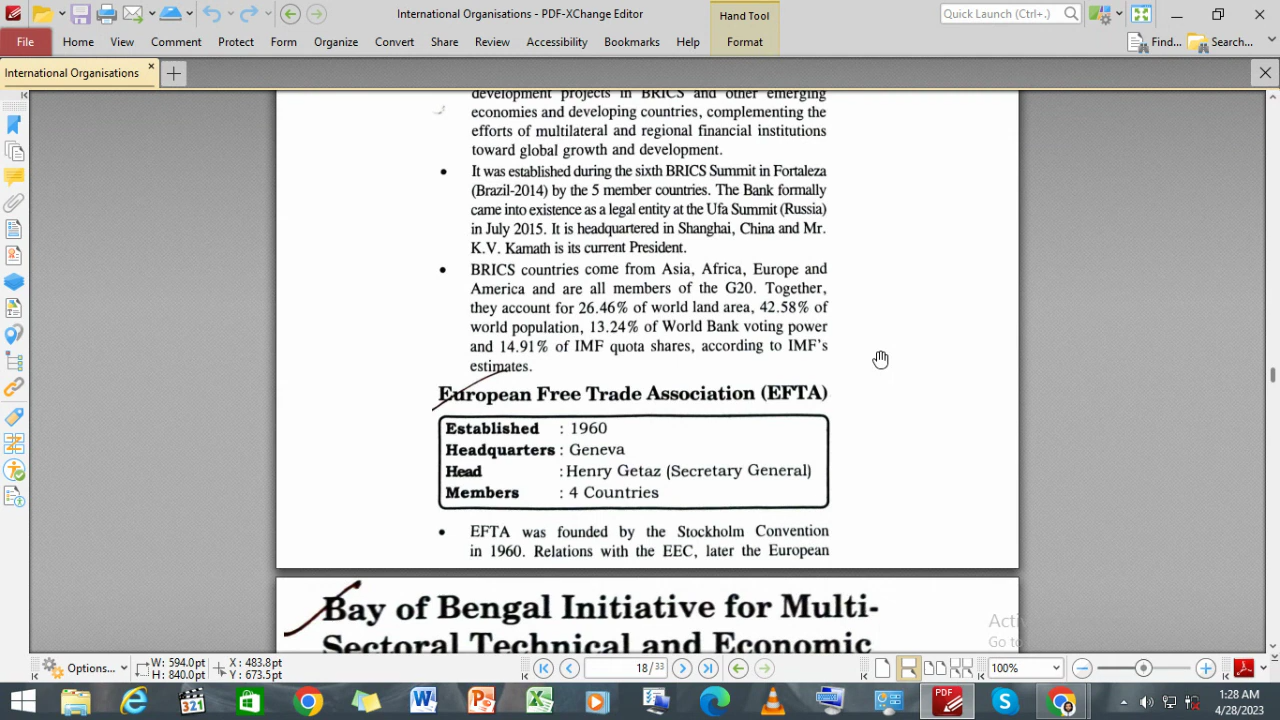 International Organisations - PDF-XChange Editor
Hand Tool
Quick Launch (Ctrl+.)
File
Home
View
Comment
Protect
Form
Organize
Convert
Share
Review
Accessibility
Bookmarks
Help
Format
Find...
Search...
International Organisations
development projects in BRICS and other emerging
economies and developing countries, complementing the
efforts of multilateral and regional financial institutions
toward global growth and development.
• It was established during the sixth BRICS Summit in Fortaleza
(Brazil-2014) by the 5 member countries. The Bank formally
came into existence as a legal entity at the Ufa Summit (Russia)
in July 2015. It is headquartered in Shanghai, China and Mr.
K.V. Kamath is its current President.
• BRICS countries come from Asia, Africa, Europe and
America and are all members of the G20. Together,
they account for 26.46% of world land area, 42.58% of
world population, 13.24% of World Bank voting power
and 14.91% of IMF quota shares, according to IMF's
estimates.
European Free Trade Association (EFTA)
Established : 1960
Headquarters : Geneva
Head : Henry Getaz (Secretary General)
Members : 4 Countries
• EFTA was founded by the Stockholm Convention
in 1960. Relations with the EEC, later the European
Bay of Bengal Initiative for Multi-
Sectoral Technical and Economic
Go to
Options...
W: 594.0pt
H: 840.0pt
X: 483.8pt
Y: 673.5pt
18 / 33
100%
321
PDF
1:28 AM
4/28/2023